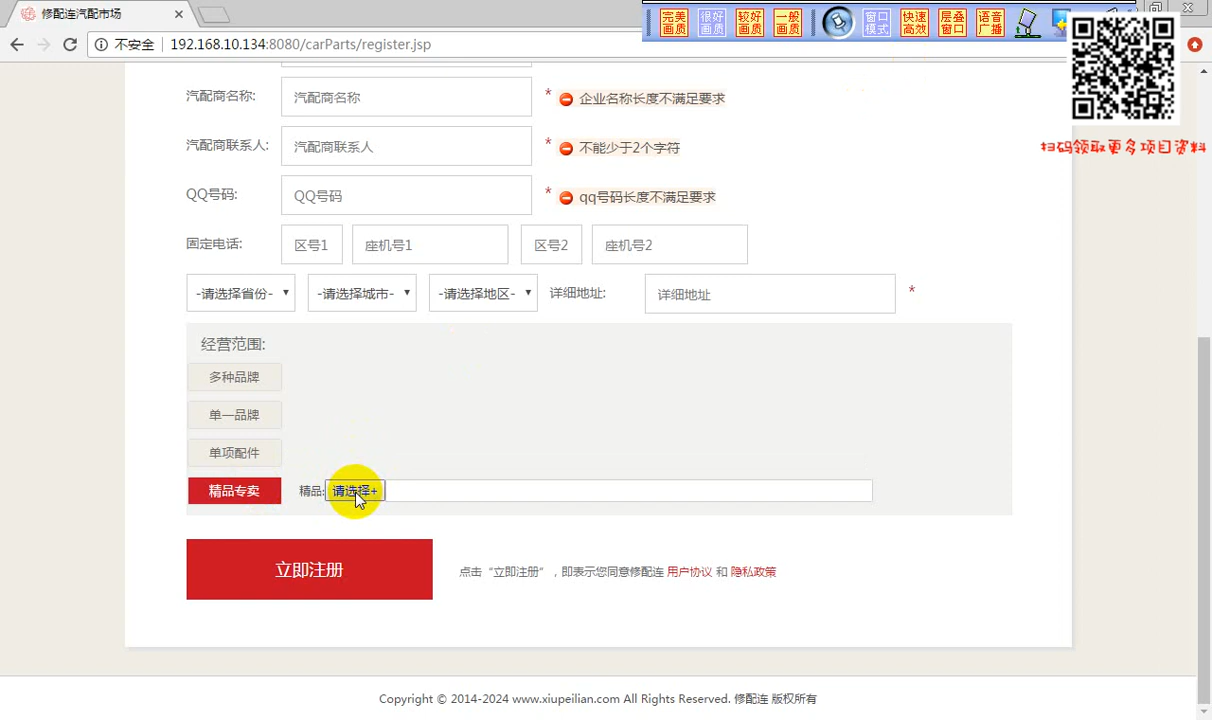 修配连汽配市场
不安全 192.168.10.134:8080/carParts/register.jsp
完美画质 很好画质 较好画质 一般画质 窗口模式 快速高效 层叠窗口 语音广播
扫码领取更多项目资料
汽配商名称: 汽配商名称 * 企业名称长度不满足要求
汽配商联系人: 汽配商联系人 * 不能少于2个字符
QQ号码: QQ号码 * qq号码长度不满足要求
固定电话: 区号1 座机号1 区号2 座机号2
-请选择省份- -请选择城市- -请选择地区- 详细地址: 详细地址 *
经营范围:
多种品牌
单一品牌
单项配件
精品专卖 精品: 请选择+
立即注册 点击“立即注册”，即表示您同意修配连 用户协议 和 隐私政策
Copyright © 2014-2024 www.xiupeilian.com All Rights Reserved. 修配连 版权所有